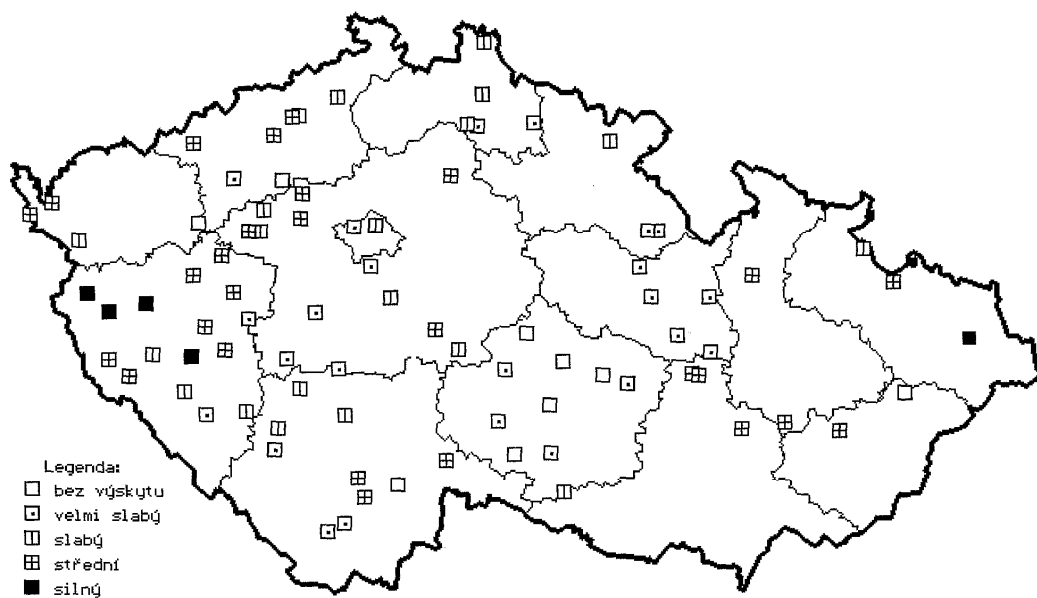 Legenda:
bez výskytu
velmi slabý
slabý
střední
silný